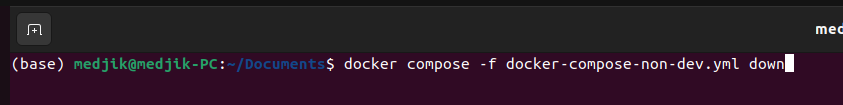 med
(base) medjik@medjik-PC:~/Documents$ docker compose -f docker-compose-non-dev.yml down